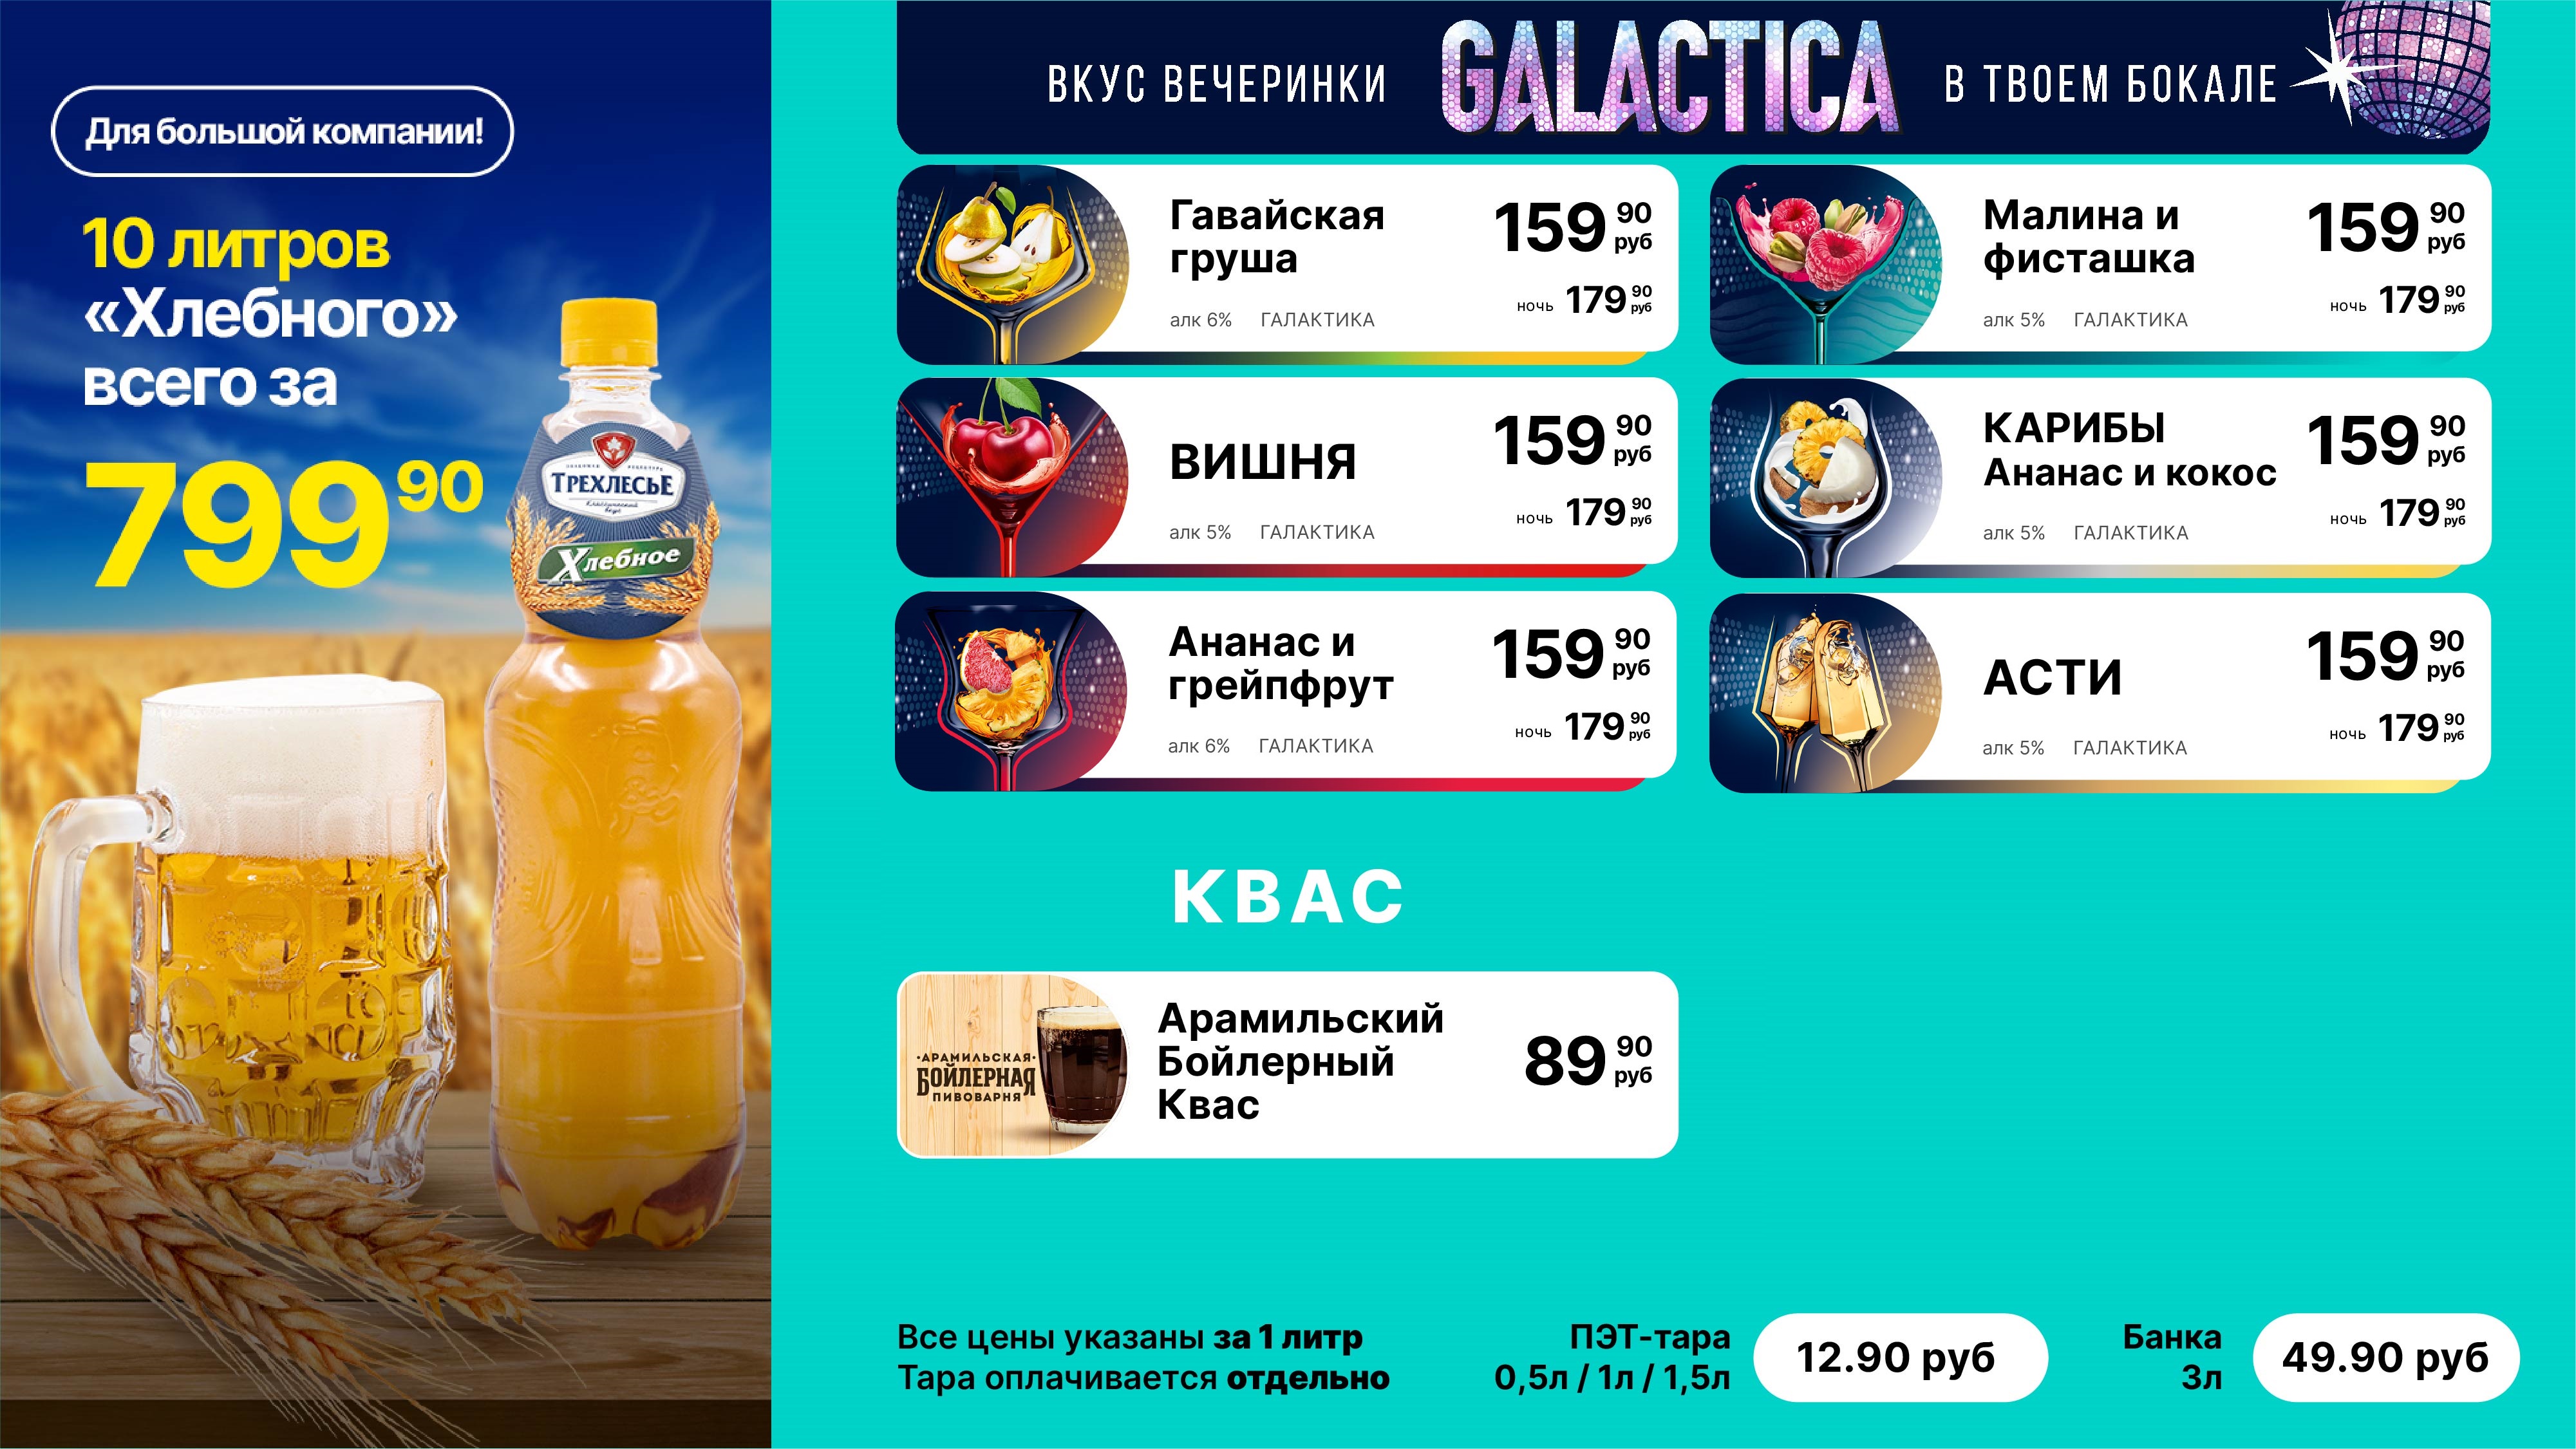 Для большой компании!
10 литров
«Хлебного»
всего за
799 90
ТРЕХЛЕСЬЕ
Классический
вкус
Хлебное
ВКУС ВЕЧЕРИНКИ GALACTICA В ТВОЕМ БОКАЛЕ
Гавайская
груша
159 90 руб
алк 6% ГАЛАКТИКА
ночь 179 90 руб
Малина и
фисташка
159 90 руб
алк 5% ГАЛАКТИКА
ночь 179 90 руб
ВИШНЯ
159 90 руб
алк 5% ГАЛАКТИКА
ночь 179 90 руб
КАРИБЫ
Ананас и кокос
159 90 руб
алк 5% ГАЛАКТИКА
ночь 179 90 руб
Ананас и
грейпфрут
159 90 руб
алк 6% ГАЛАКТИКА
ночь 179 90 руб
АСТИ
159 90 руб
алк 5% ГАЛАКТИКА
ночь 179 90 руб
КВАС
·АРАМИЛЬСКАЯ·
БОЙЛЕРНАЯ
ПИВОВАРНЯ
Арамильский
Бойлерный
Квас
89 90 руб
Все цены указаны за 1 литр
Тара оплачивается отдельно
ПЭТ-тара
0,5л / 1л / 1,5л
12.90 руб
Банка
3л
49.90 руб